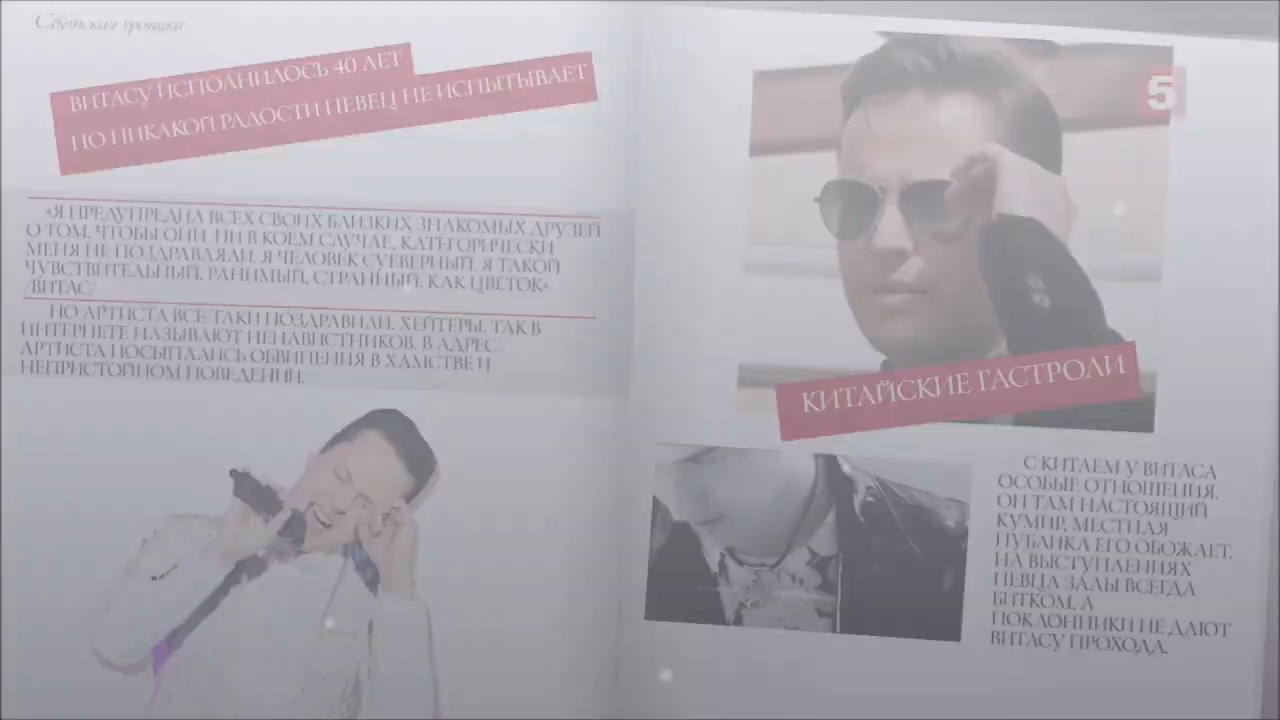 Светская хроника
ВИТАСУ ИСПОЛНИЛОСЬ 40 ЛЕТ
НО НИКАКОЙ РАДОСТИ ПЕВЕЦ НЕ ИСПЫТЫВАЕТ
«Я ПРЕДУПРЕДИЛ ВСЕХ СВОИХ БЛИЗКИХ ЗНАКОМЫХ ДРУЗЕЙ
О ТОМ, ЧТОБЫ ОНИ НИ В КОЕМ СЛУЧАЕ, КАТЕГОРИЧЕСКИ
МЕНЯ НЕ ПОЗДРАВЛЯЛИ. Я ЧЕЛОВЕК СУЕВЕРНЫЙ. Я ТАКОЙ
ЧУВСТВИТЕЛЬНЫЙ, РАНИМЫЙ, СТРАННЫЙ. КАК ЦВЕТОК»
/ВИТАС/
НО АРТИСТА ВСЕ-ТАКИ ПОЗДРАВИЛИ. ХЕЙТЕРЫ. ТАК В
ИНТЕРНЕТЕ НАЗЫВАЮТ НЕНАВИСТНИКОВ. В АДРЕС
АРТИСТА ПОСЫПАЛИСЬ ОБВИНЕНИЯ В ХАМСТВЕ И
НЕПРИСТОЙНОМ ПОВЕДЕНИИ.
5
КИТАЙСКИЕ ГАСТРОЛИ
С КИТАЕМ У ВИТАСА
ОСОБЫЕ ОТНОШЕНИЯ.
ОН ТАМ НАСТОЯЩИЙ
КУМИР, МЕСТНАЯ
ПУБЛИКА ЕГО ОБОЖАЕТ.
НА ВЫСТУПЛЕНИЯХ
ПЕВЦА ЗАЛЫ ВСЕГДА
БИТКОМ, А
ПОКЛОННИКИ НЕ ДАЮТ
ВИТАСУ ПРОХОДА.